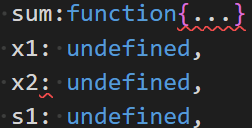 sum:function{...}
x1: undefined,
x2: undefined,
s1: undefined,